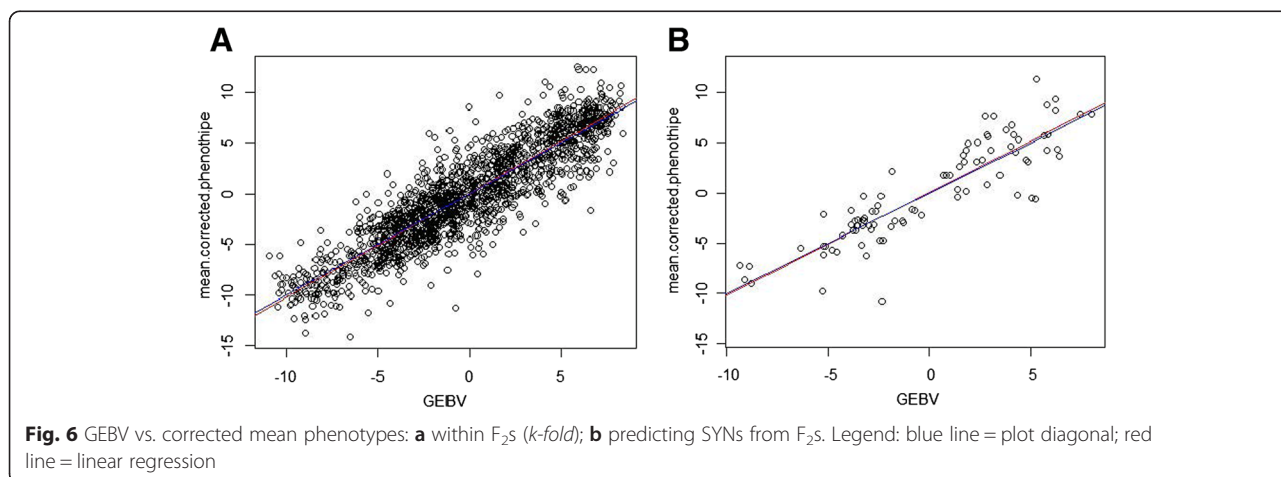 A
B
mean.corrected.phenothipe
10
5
0
-5
-10
-15
-10
-5
0
5
GEBV
mean.corrected.phenothipe
10
5
0
-5
-10
-15
-10
-5
0
5
GEBV
Fig. 6 GEBV vs. corrected mean phenotypes: a within F₂s (k-fold); b predicting SYNs from F₂s. Legend: blue line = plot diagonal; red
line = linear regression